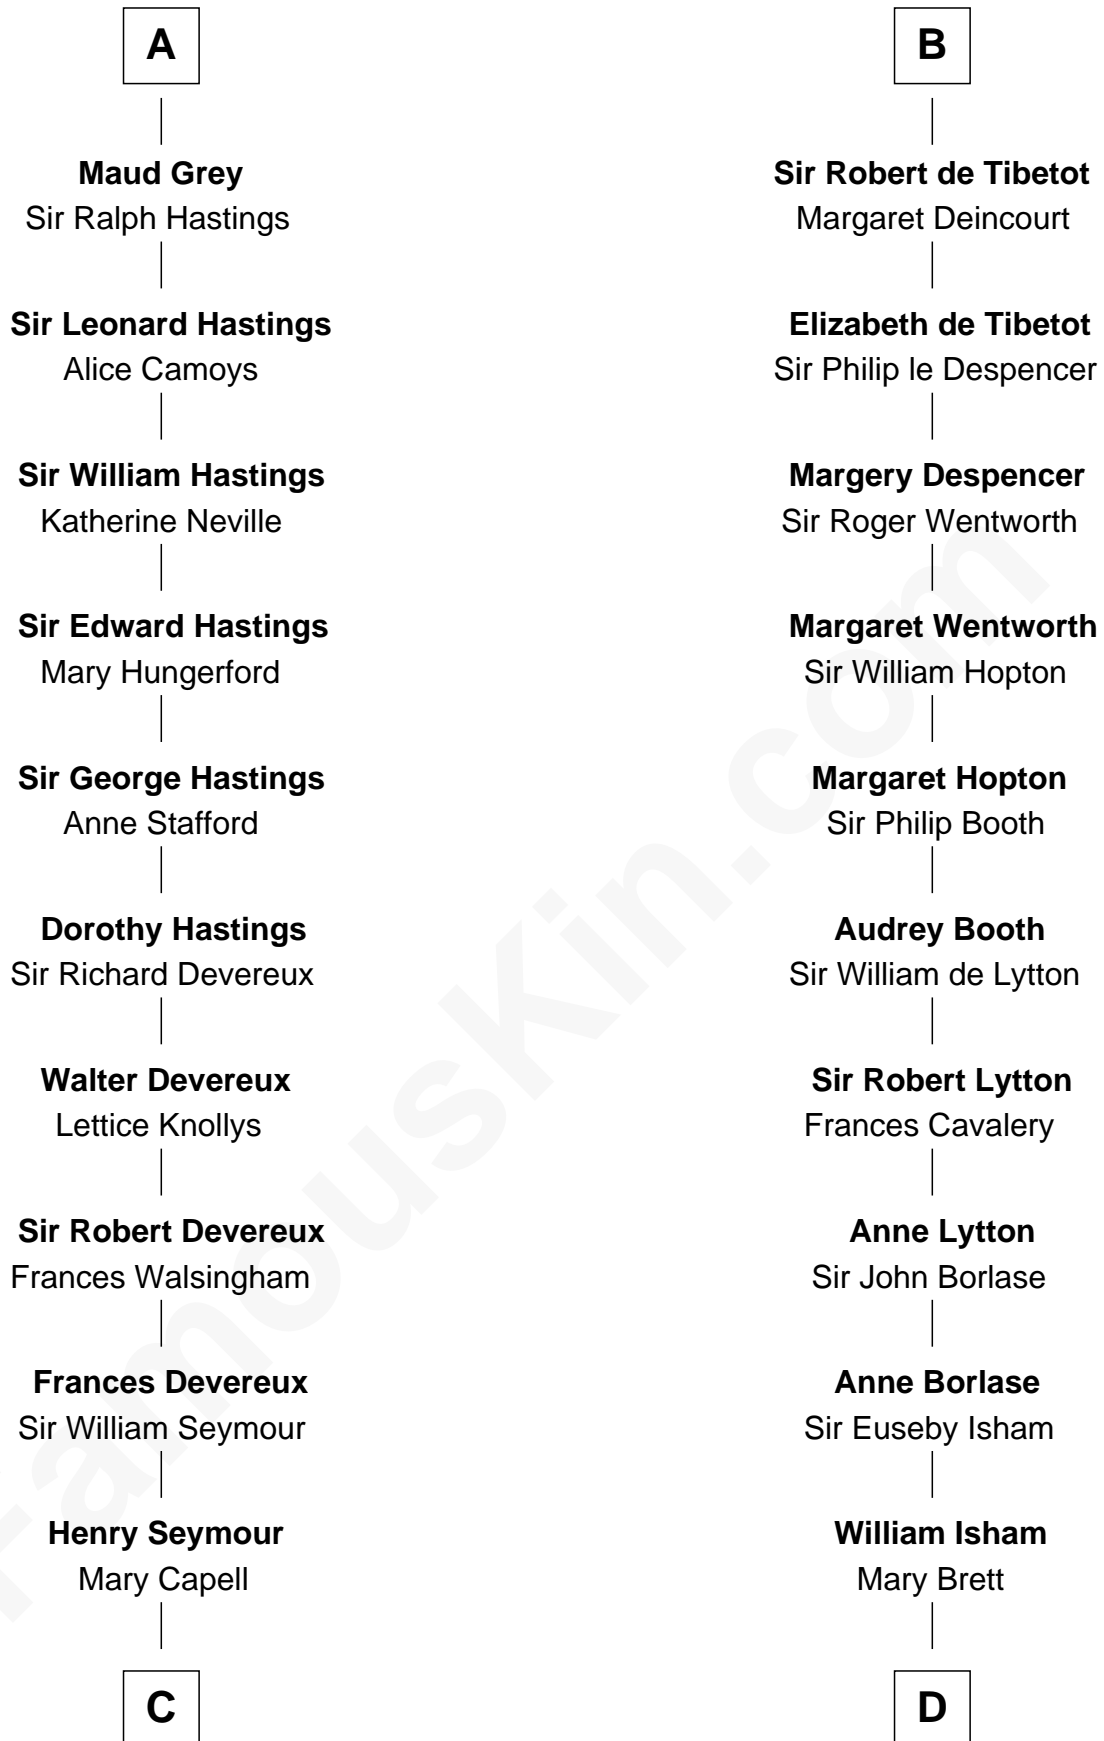 A
Maud Grey
Sir Ralph Hastings
Sir Leonard Hastings
Alice Camoys
Sir William Hastings
Katherine Neville
Sir Edward Hastings
Mary Hungerford
Sir George Hastings
Anne Stafford
Dorothy Hastings
Sir Richard Devereux
Walter Devereux
Lettice Knollys
Sir Robert Devereux
Frances Walsingham
Frances Devereux
Sir William Seymour
Henry Seymour
Mary Capell
C
B
Sir Robert de Tibetot
Margaret Deincourt
Elizabeth de Tibetot
Sir Philip le Despencer
Margery Despencer
Sir Roger Wentworth
Margaret Wentworth
Sir William Hopton
Margaret Hopton
Sir Philip Booth
Audrey Booth
Sir William de Lytton
Sir Robert Lytton
Frances Cavalery
Anne Lytton
Sir John Borlase
Anne Borlase
Sir Euseby Isham
William Isham
Mary Brett
D
FamousKin.com